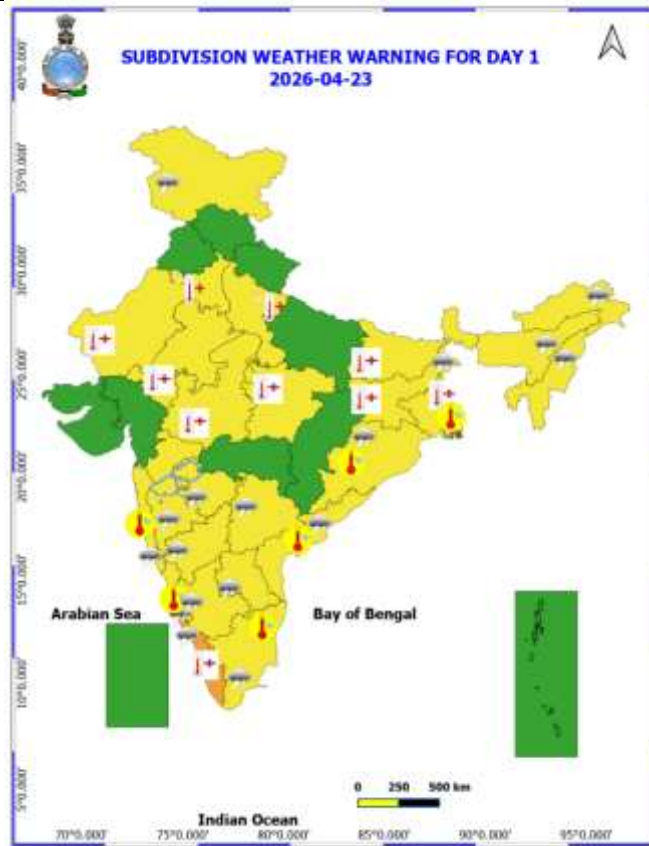 SUBDIVISION WEATHER WARNING FOR DAY 1
2026-04-23
40°0.000'
35°0.000'
30°0.000'
25°0.000'
20°0.000'
15°0.000'
10°0.000'
5°0.000'
Arabian Sea
Bay of Bengal
0 250 500 km
Indian Ocean
70°0.000' 75°0.000' 80°0.000' 85°0.000' 90°0.000' 95°0.000'